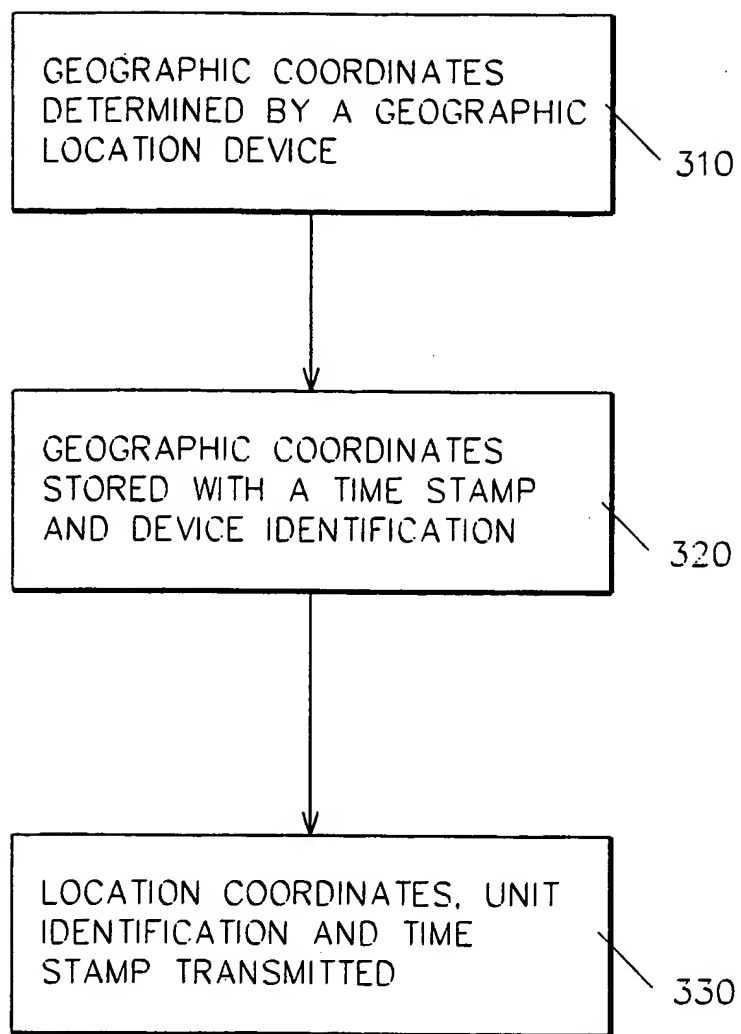 GEOGRAPHIC COORDINATES
DETERMINED BY A GEOGRAPHIC
LOCATION DEVICE
310
GEOGRAPHIC COORDINATES
STORED WITH A TIME STAMP
AND DEVICE IDENTIFICATION
320
LOCATION COORDINATES, UNIT
IDENTIFICATION AND TIME
STAMP TRANSMITTED
330